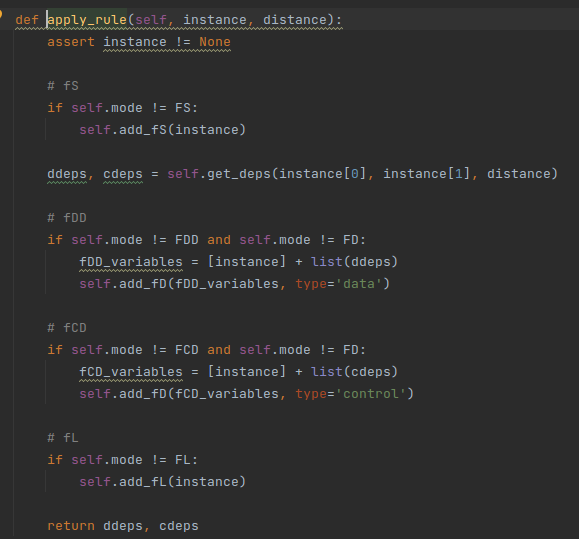 def apply_rule(self, instance, distance):
    assert instance != None
    # fS
    if self.mode != FS:
        self.add_fS(instance)
    ddeps, cdeps = self.get_deps(instance[0], instance[1], distance)
    # fDD
    if self.mode != FDD and self.mode != FD:
        fDD_variables = [instance] + list(ddeps)
        self.add_fD(fDD_variables, type='data')
    # fCD
    if self.mode != FCD and self.mode != FD:
        fCD_variables = [instance] + list(cdeps)
        self.add_fD(fCD_variables, type='control')
    # fL
    if self.mode != FL:
        self.add_fL(instance)
    return ddeps, cdeps